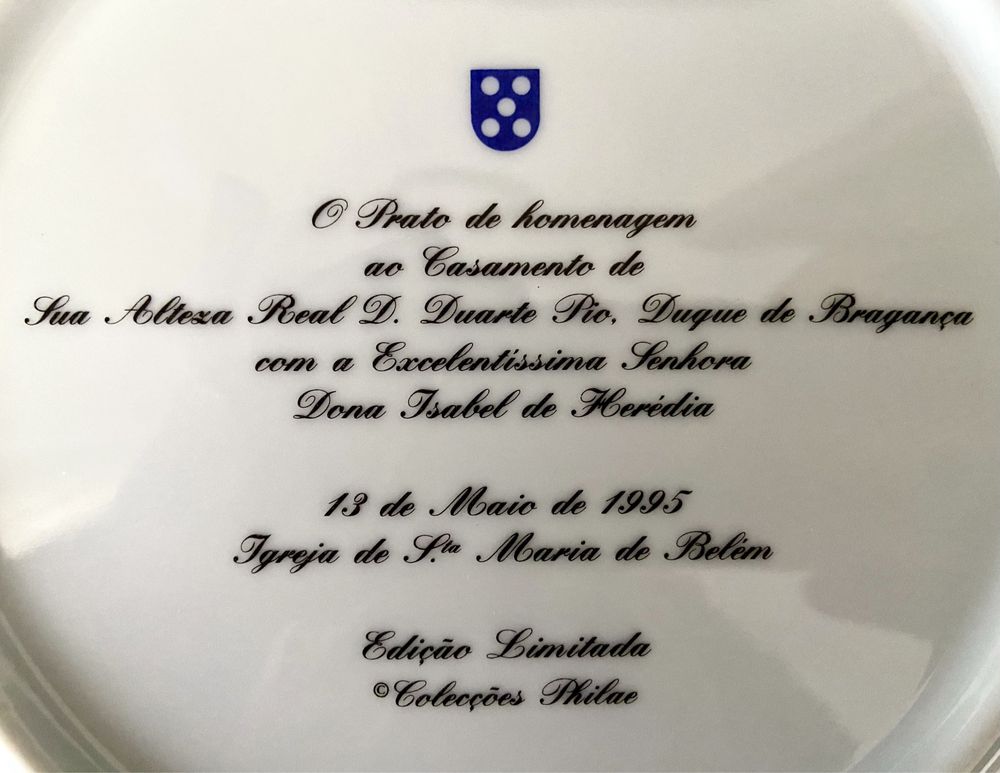 O Prato de homenagem
ao Casamento de
Sua Alteza Real D. Duarte Pio, Duque de Bragança
com a Excelentíssima Senhora
Dona Isabel de Herédia
13 de Maio de 1995
Igreja de S.ta Maria de Belém
Edição Limitada
©Colecções Philae